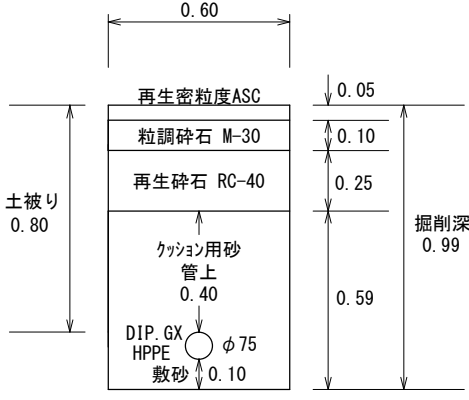 0.60
再生密粒度ASC
0.05
粒調砕石 M-30
0.10
再生砕石 RC-40
0.25
土被り
0.80
掘削深
0.99
クッション用砂
管上
0.40
0.59
DIP.GX
HPPE
φ75
敷砂
0.10